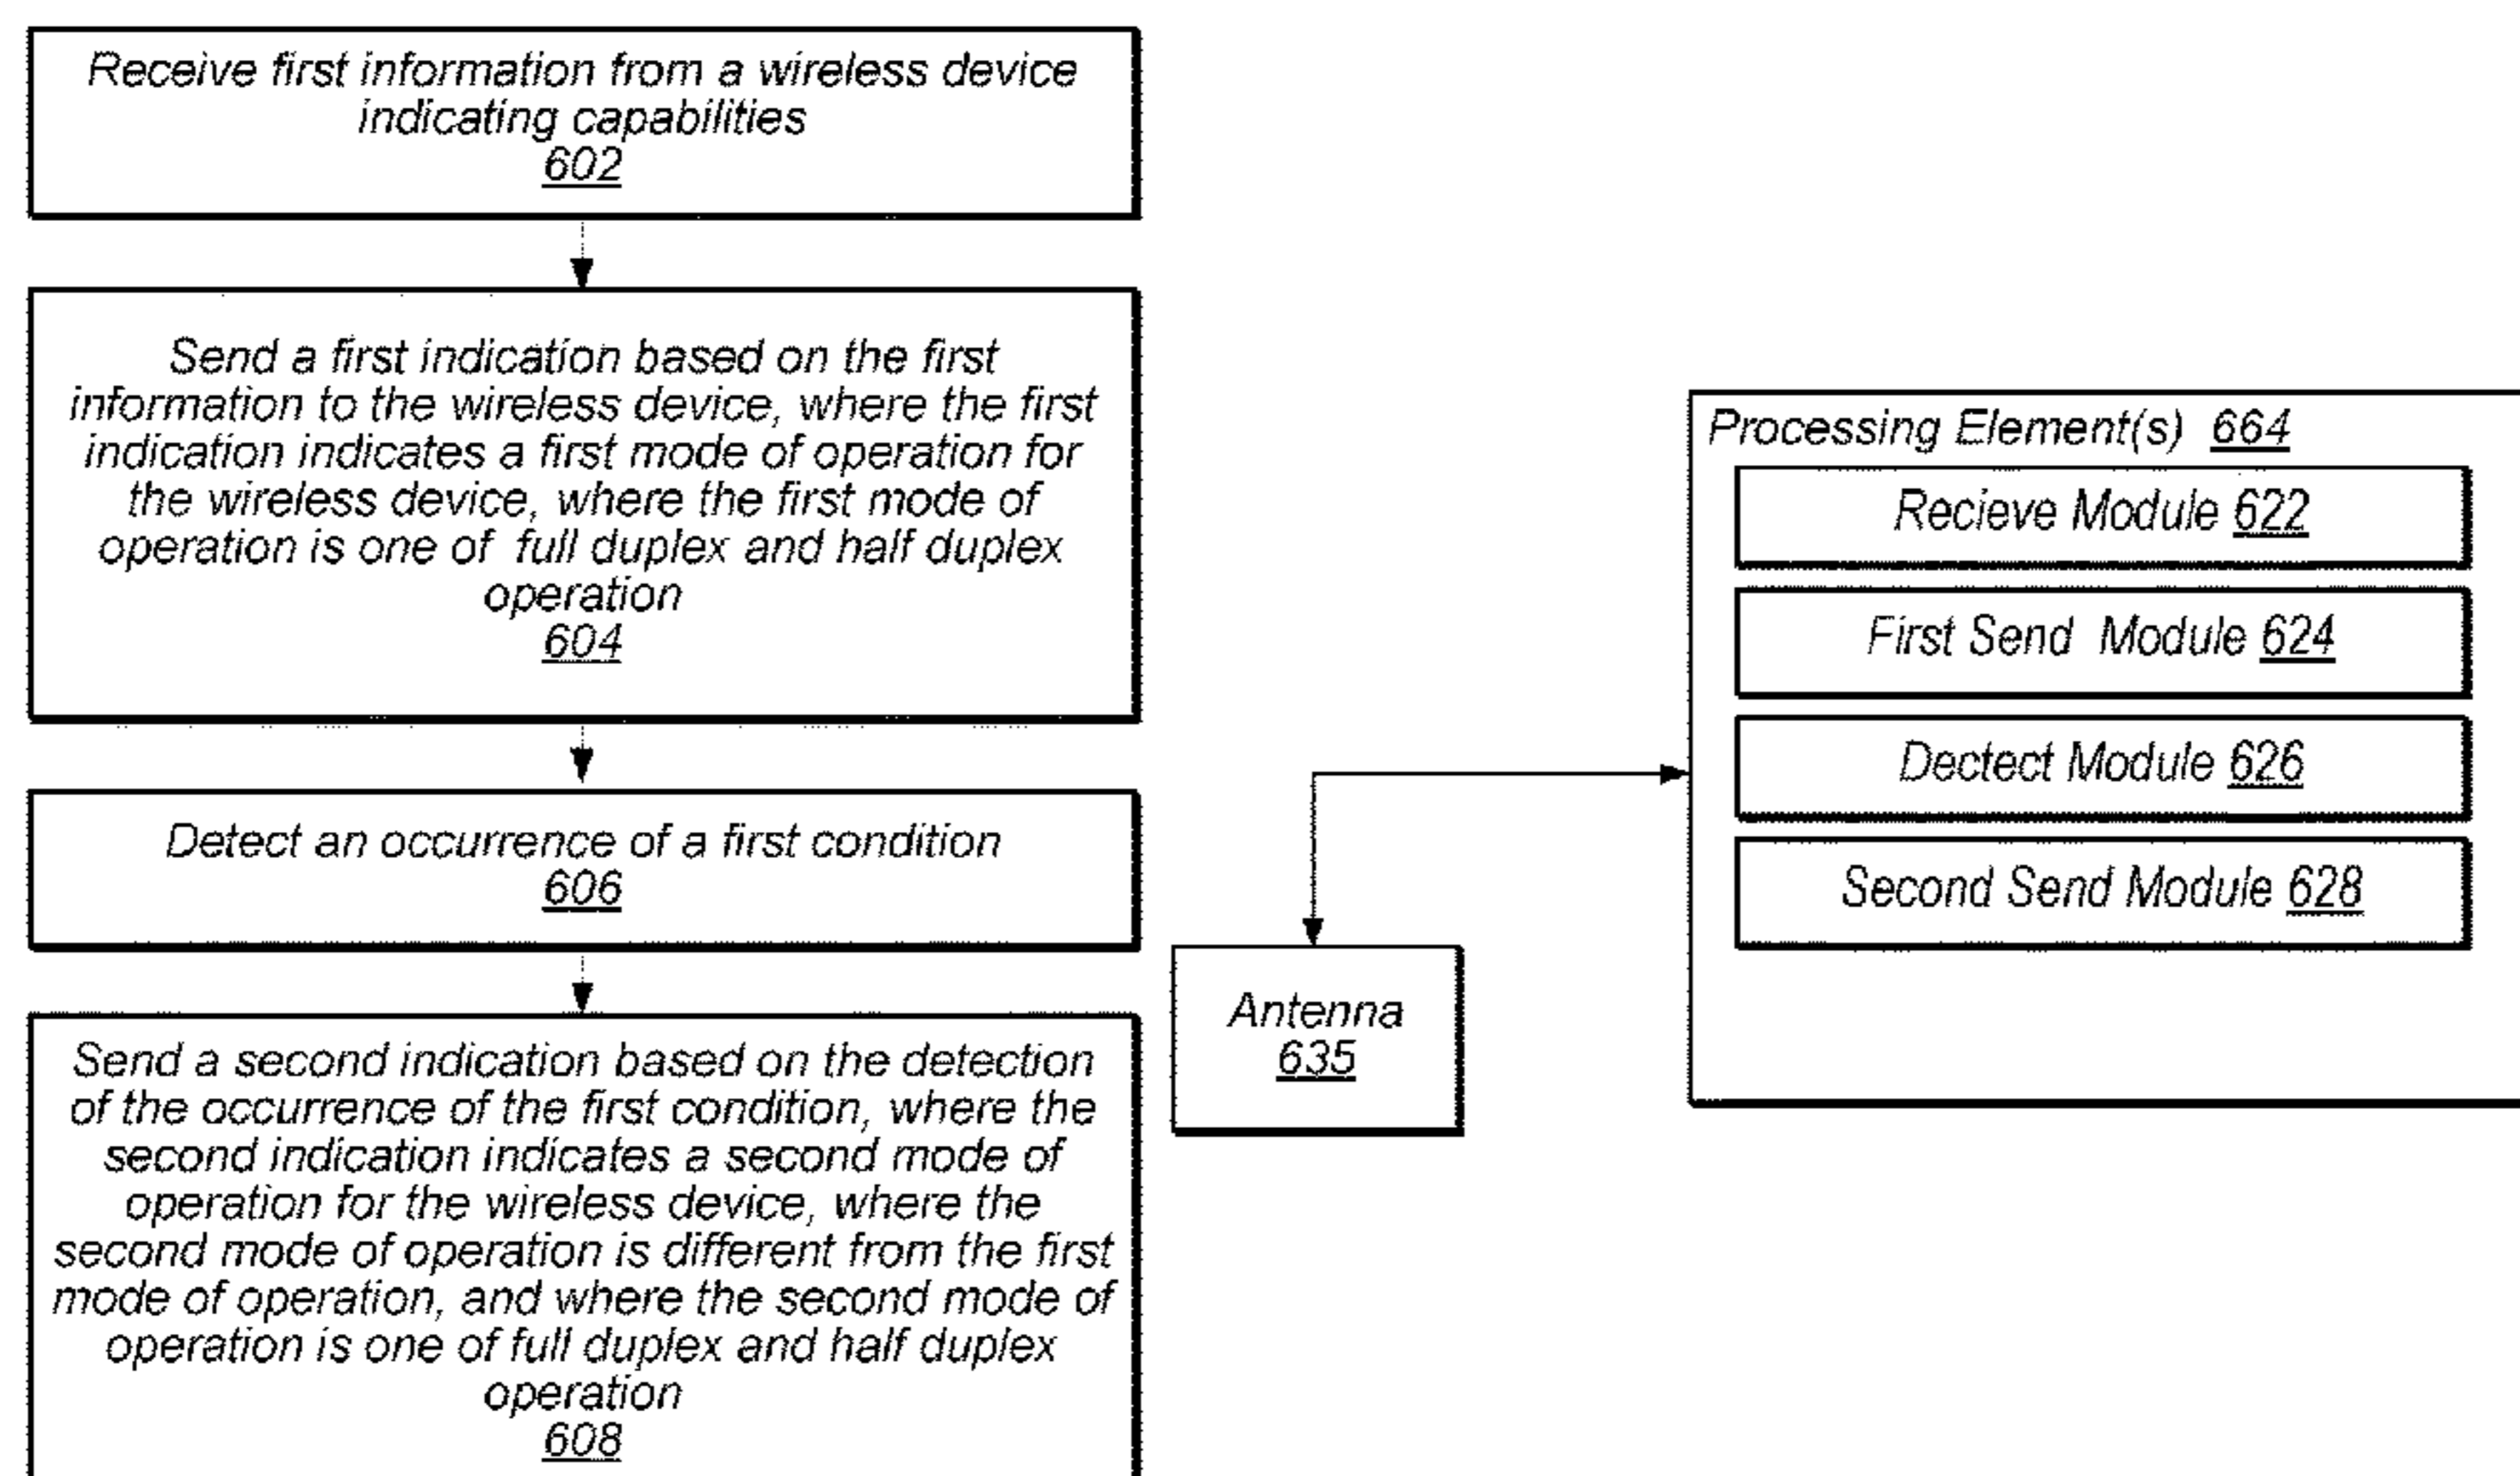 Receive first information from a wireless device
indicating capabilities
602
Send a first indication based on the first
information to the wireless device, where the first
indication indicates a first mode of operation for
the wireless device, where the first mode of
operation is one of full duplex and half duplex
operation
604
Detect an occurrence of a first condition
606
Send a second indication based on the detection
of the occurrence of the first condition, where the
second indication indicates a second mode of
operation for the wireless device, where the
second mode of operation is different from the first
mode of operation, and where the second mode of
operation is one of full duplex and half duplex
operation
608
Antenna
635
Processing Element(s) 664
Recieve Module 622
First Send Module 624
Dectect Module 626
Second Send Module 628